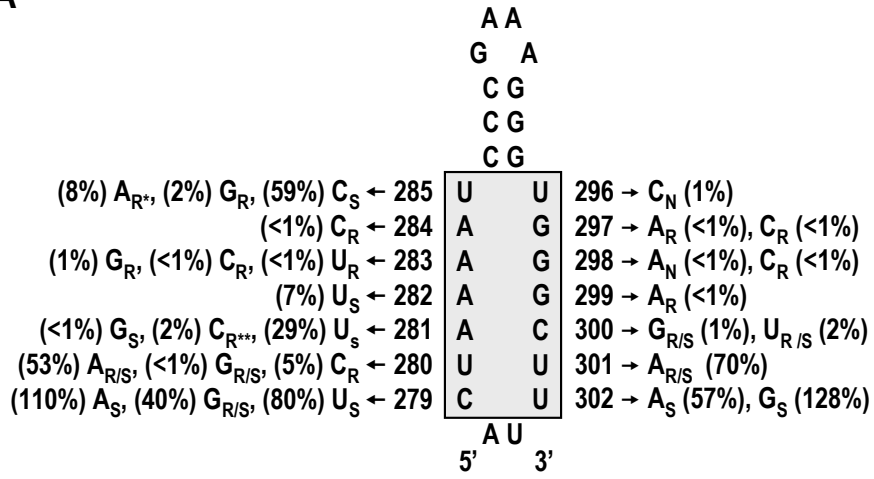 A
A A
G A
C G
C G
C G
(8%) A_R*, (2%) G_R, (59%) C_S ← 285 U U 296 → C_N (1%)
(<1%) C_R ← 284 A G 297 → A_R (<1%), C_R (<1%)
(1%) G_R, (<1%) C_R, (<1%) U_R ← 283 A G 298 → A_N (<1%), C_R (<1%)
(7%) U_S ← 282 A G 299 → A_R (<1%)
(<1%) G_S, (2%) C_R**, (29%) U_s ← 281 A C 300 → G_R/S (1%), U_R /S (2%)
(53%) A_R/S, (<1%) G_R/S, (5%) C_R ← 280 U U 301 → A_R/S (70%)
(110%) A_S, (40%) G_R/S, (80%) U_S ← 279 C U 302 → A_S (57%), G_S (128%)
A U
5’ 3’